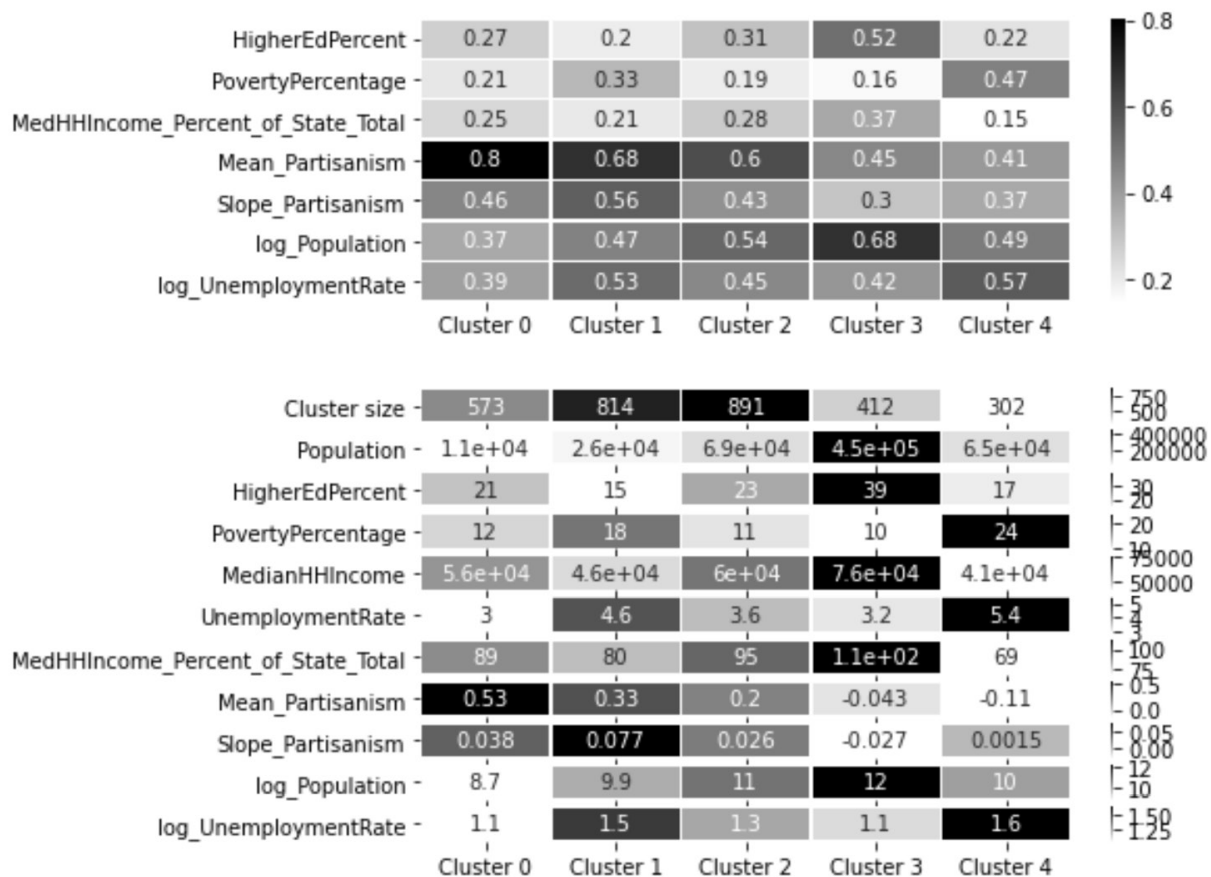 HigherEdPercent 0.27 0.2 0.31 0.52 0.22 0.8
PovertyPercentage 0.21 0.33 0.19 0.16 0.47
0.6
MedHHIncome_Percent_of_State_Total 0.25 0.21 0.28 0.37 0.15
Mean_Partisanism 0.8 0.68 0.6 0.45 0.41
Slope_Partisanism 0.46 0.56 0.43 0.3 0.37 0.4
log_Population 0.37 0.47 0.54 0.68 0.49
log_UnemploymentRate 0.39 0.53 0.45 0.42 0.57 0.2
Cluster 0 Cluster 1 Cluster 2 Cluster 3 Cluster 4
Cluster size 573 814 891 412 302 750 500
Population 1.1e+04 2.6e+04 6.9e+04 4.5e+05 6.5e+04 400000 200000
HigherEdPercent 21 15 23 39 17 30 20
PovertyPercentage 12 18 11 10 24 20 10
MedianHHIncome 5.6e+04 4.6e+04 6e+04 7.6e+04 4.1e+04 75000 50000
UnemploymentRate 3 4.6 3.6 3.2 5.4 5 4 3
MedHHIncome_Percent_of_State_Total 89 80 95 1.1e+02 69 100 75
Mean_Partisanism 0.53 0.33 0.2 -0.043 -0.11 0.5 0.0
Slope_Partisanism 0.038 0.077 0.026 -0.027 0.0015 0.05 0.00
log_Population 8.7 9.9 11 12 10 12 10
log_UnemploymentRate 1.1 1.5 1.3 1.1 1.6 1.50 1.25
Cluster 0 Cluster 1 Cluster 2 Cluster 3 Cluster 4